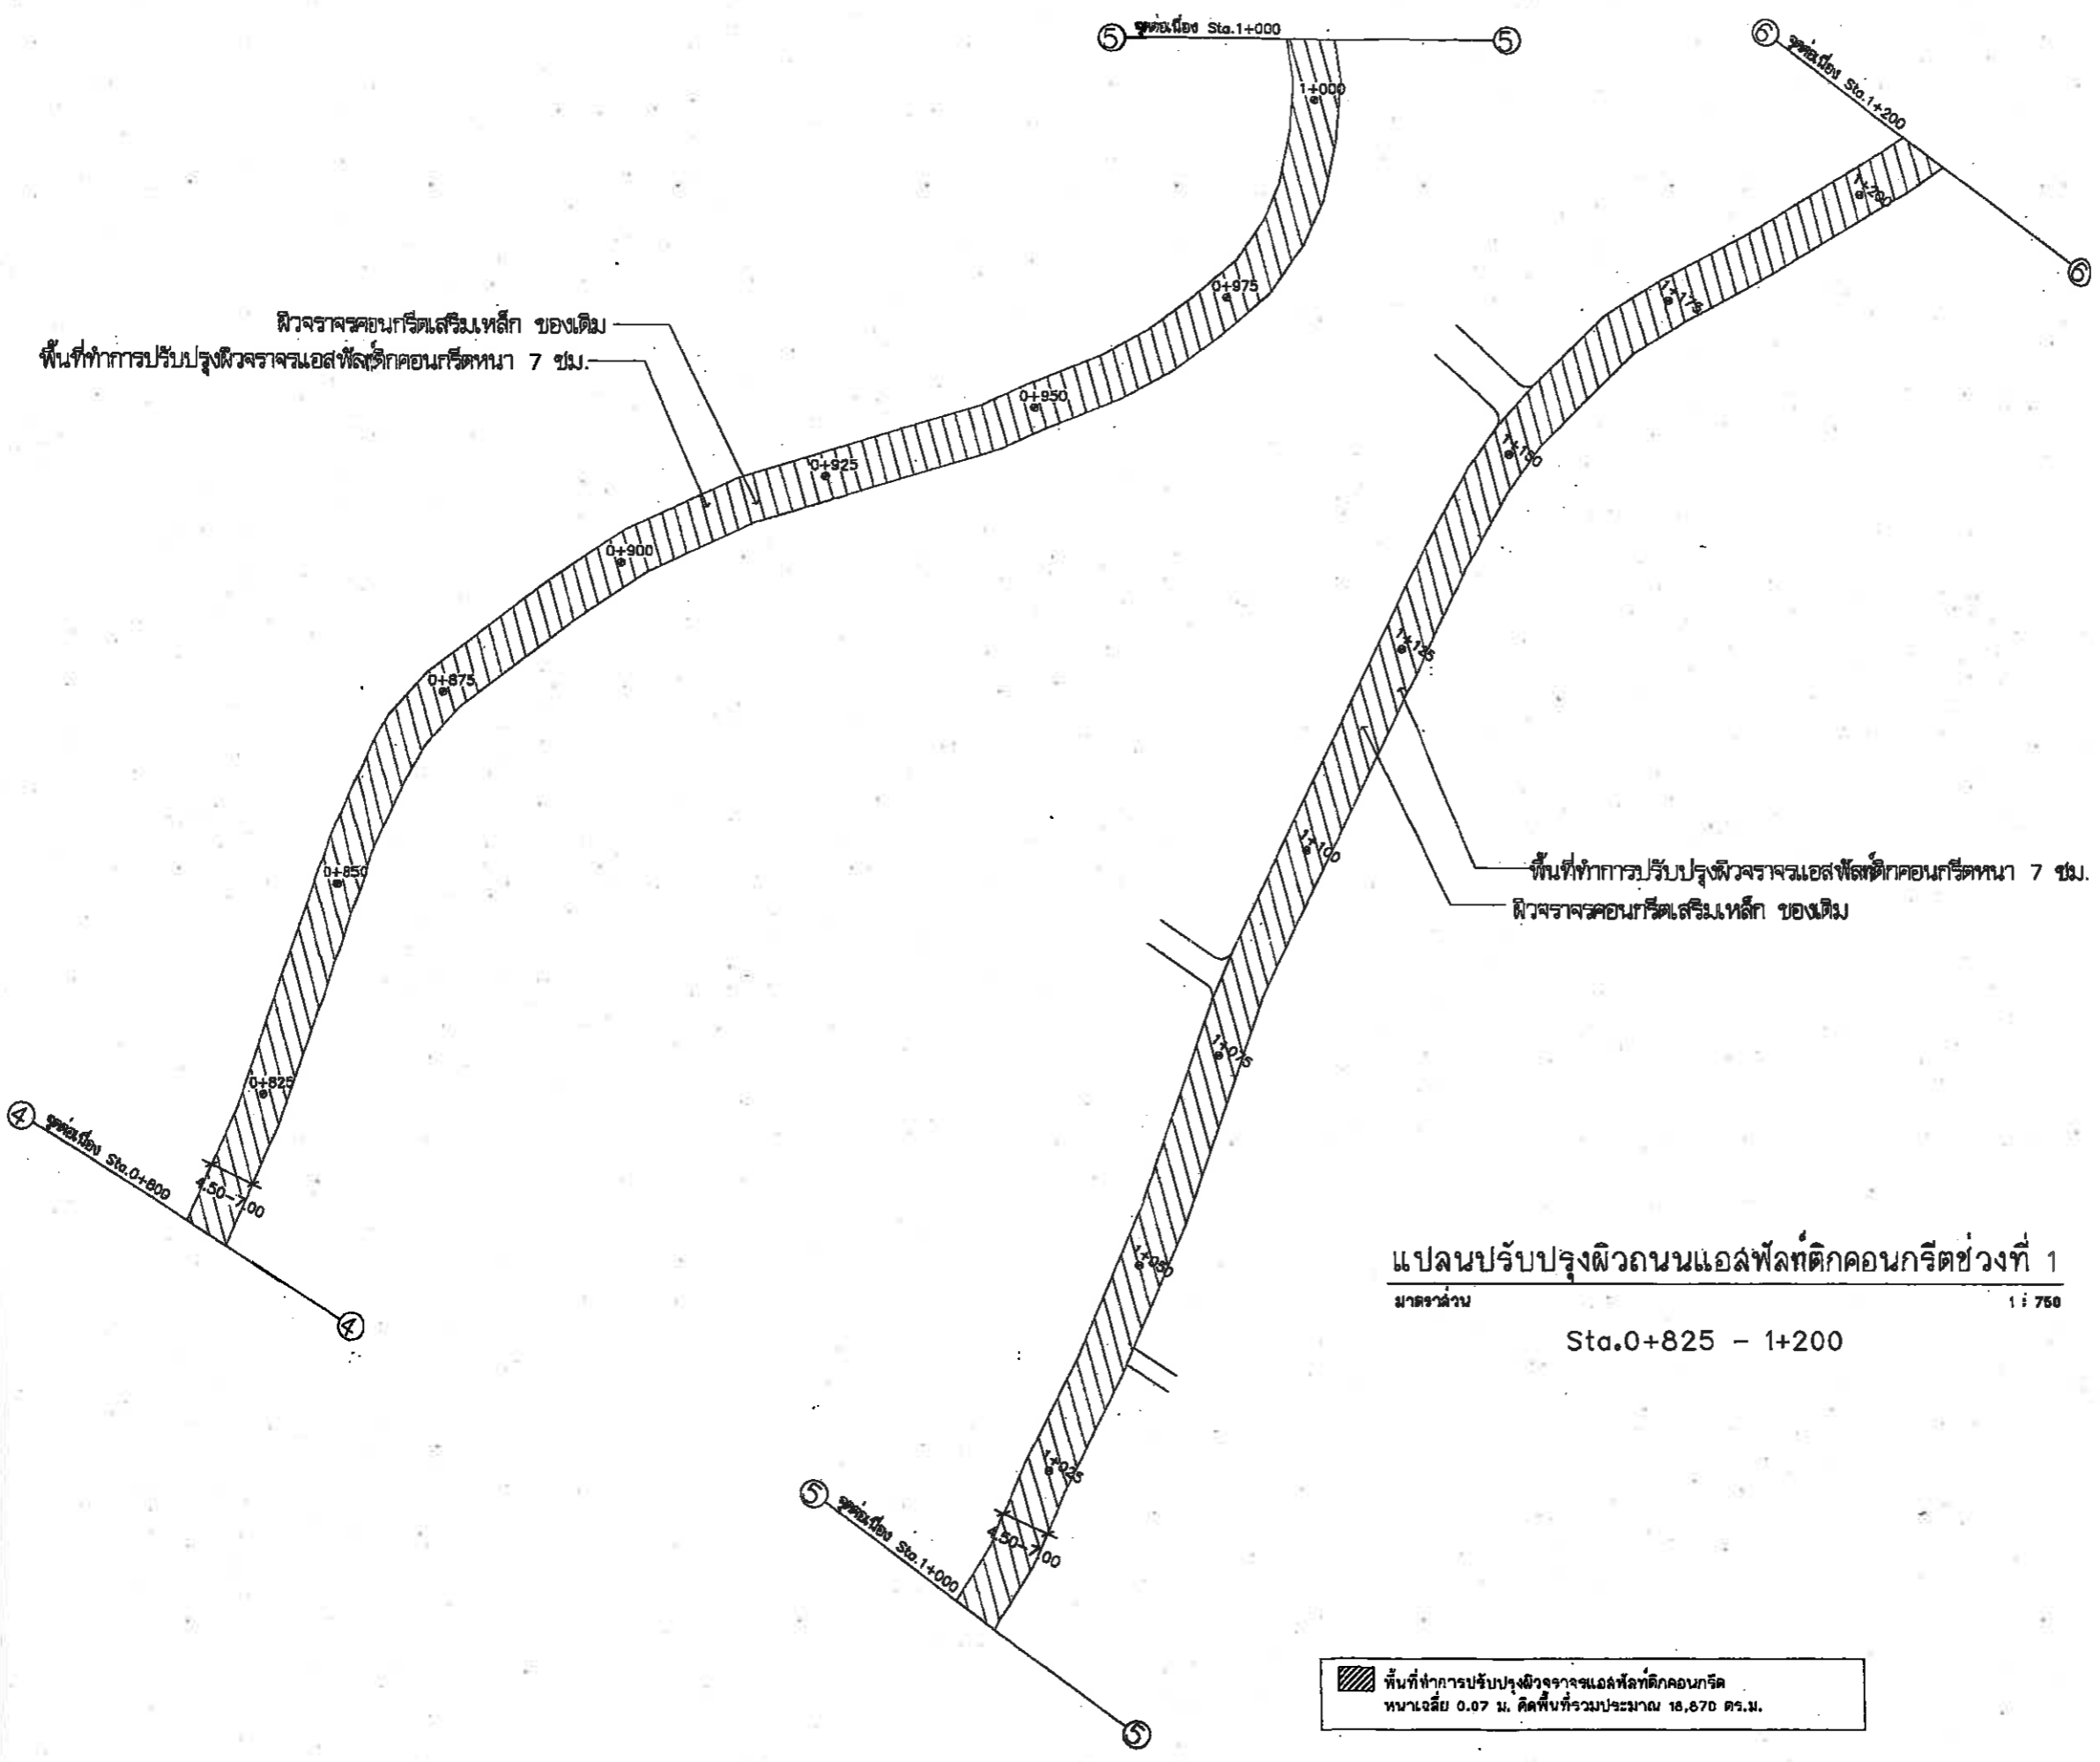 5 จุดต่อเนื่อง Sta.1+000 5
6 จุดต่อเนื่อง Sta.1+200 6
1+000
1+200
0+975
1+175
ผิวจราจรคอนกรีตเสริมเหล็ก ของเดิม
พื้นที่ทำการปรับปรุงผิวจราจรแอสฟัลท์ติกคอนกรีตหนา 7 ซม.
0+950
0+925
1+150
0+900
0+875
1+125
0+850
1+100
พื้นที่ทำการปรับปรุงผิวจราจรแอสฟัลท์ติกคอนกรีตหนา 7 ซม.
ผิวจราจรคอนกรีตเสริมเหล็ก ของเดิม
1+075
0+825
4 จุดต่อเนื่อง Sta.0+800 4
4.50-7.00
1+050
แปลนปรับปรุงผิวถนนแอสฟัลท์ติกคอนกรีตช่วงที่ 1
มาตราส่วน 1 : 750
Sta.0+825 - 1+200
1+025
5 จุดต่อเนื่อง Sta.1+000 5
4.50-7.00
พื้นที่ทำการปรับปรุงผิวจราจรแอสฟัลท์ติกคอนกรีต
หนาเฉลี่ย 0.07 ม. คิดพื้นที่รวมประมาณ 18,870 ตร.ม.